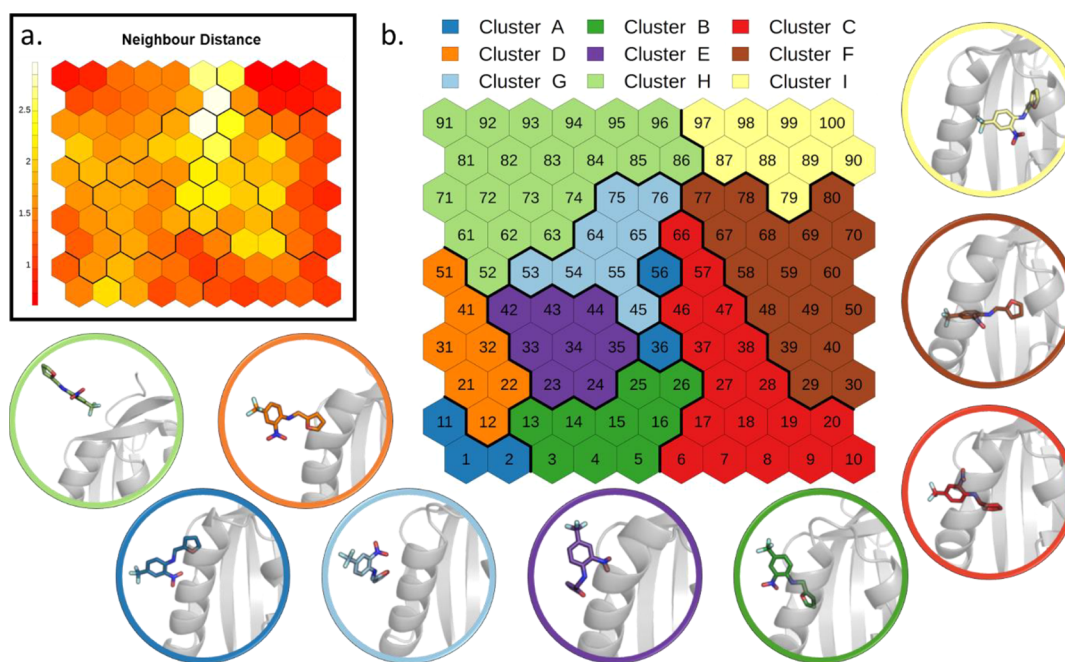 a.
Neighbour Distance
2.5
2
1.5
1
b.
Cluster A
Cluster B
Cluster C
Cluster D
Cluster E
Cluster F
Cluster G
Cluster H
Cluster I
91 92 93 94 95 96 97 98 99 100
81 82 83 84 85 86 87 88 89 90
71 72 73 74 75 76 77 78 79 80
61 62 63 64 65 66 67 68 69 70
51 52 53 54 55 56 57 58 59 60
41 42 43 44 45 46 47 48 49 50
31 32 33 34 35 36 37 38 39 40
21 22 23 24 25 26 27 28 29 30
11 12 13 14 15 16 17 18 19 20
1 2 3 4 5 6 7 8 9 10